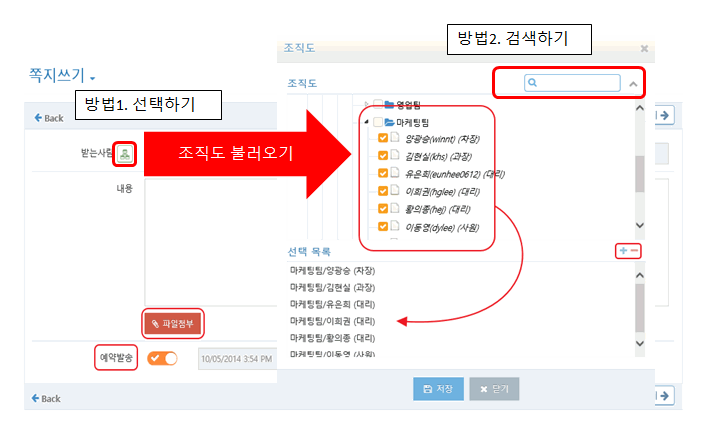 방법2. 검색하기
조직도
쪽지쓰기
조직도
방법1. 선택하기
영업팀
Back
마케팅팀
양광승(winnt) (차장)
받는사람
조직도 불러오기
김현실(khs) (과장)
유은희(eunhee0612) (대리)
내용
이희권(hglee) (대리)
황의종(hej) (대리)
이동영(dylee) (사원)
선택 목록
마케팅팀/양광승 (차장)
마케팅팀/김현실 (과장)
마케팅팀/유은희 (대리)
마케팅팀/이희권 (대리)
파일첨부
마케팅팀/황의종 (대리)
마케팅팀/이동영 (사원)
예약발송
10/05/2014 3:54 PM
저장
닫기
Back